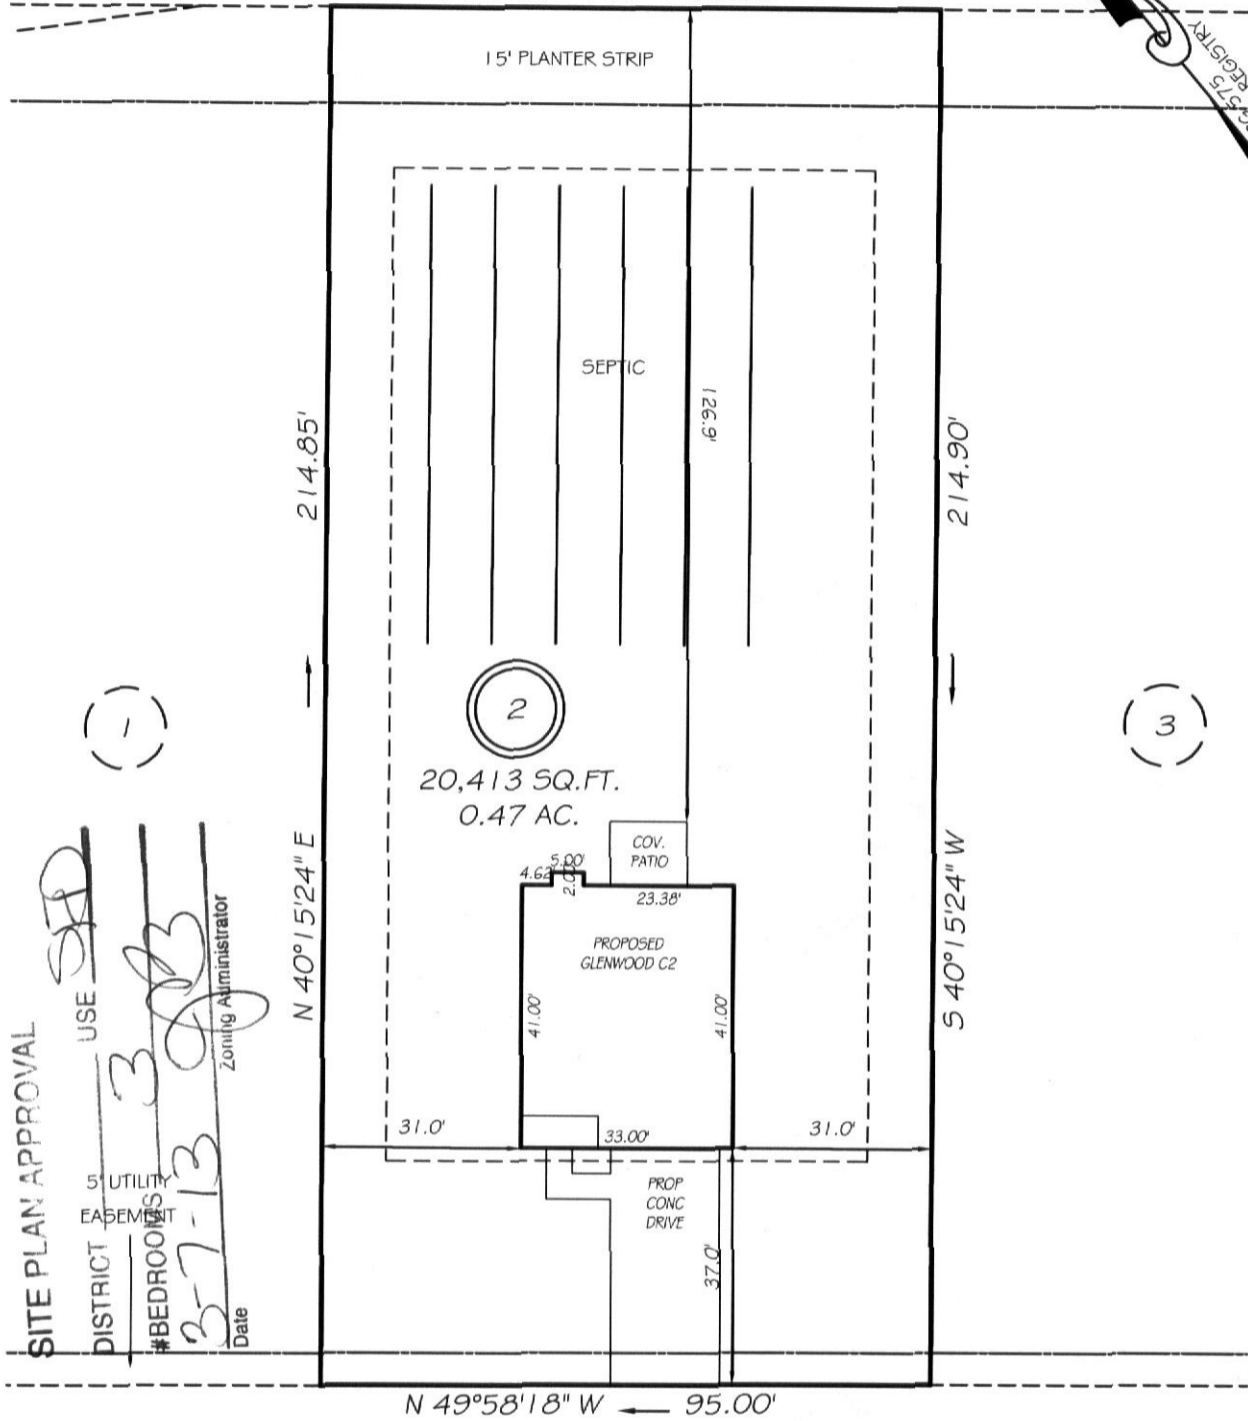 15' PLANTER STRIP
G 575
REGISTRY
SEPTIC
126.9'
214.85'
214.90'
1
2
3
20,413 SQ.FT.
0.47 AC.
COV.
PATIO
5.00'
4.62'
23.38'
PROPOSED
GLENWOOD C2
41.00'
41.00'
N 40°15'24" E
S 40°15'24" W
31.0'
33.00'
31.0'
PROP
CONC
DRIVE
37.0'
SITE PLAN APPROVAL
DISTRICT USE SFD
#BEDROOMS 3
3-7-13
Date Zoning Administrator
5' UTILITY
EASEMENT
N 49°58'18" W 95.00'